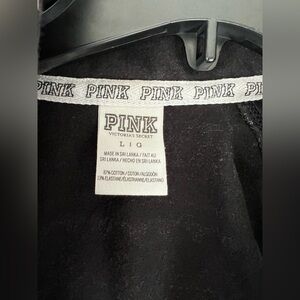 PINK PINK PINK PINK PI
PINK
VICTORIA'S SECRET
L | G
MADE IN SRI LANKA / FAIT AU
SRI LANKA / HECHO EN SRI LANKA
COTTON / COTON / ALGODÓN
ELASTANE / ÉLASTHANNE / ELASTANO